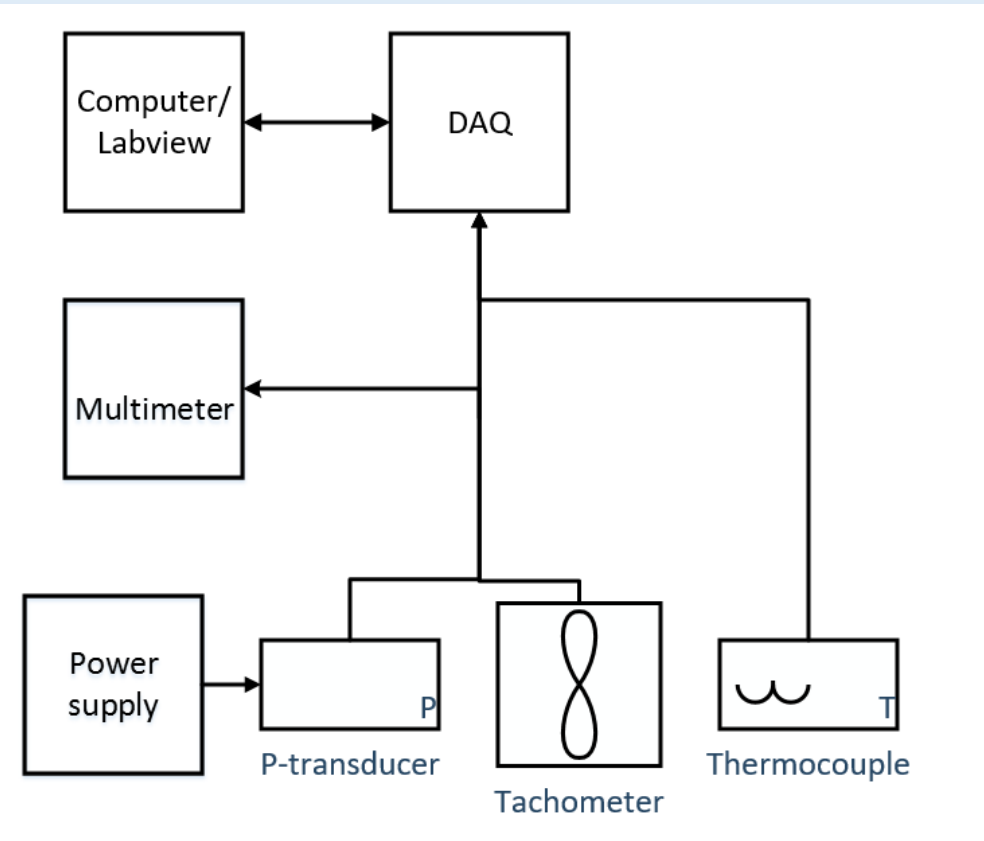 Computer/
Labview
DAQ
Multimeter
Power
supply
P
P-transducer
Tachometer
T
Thermocouple